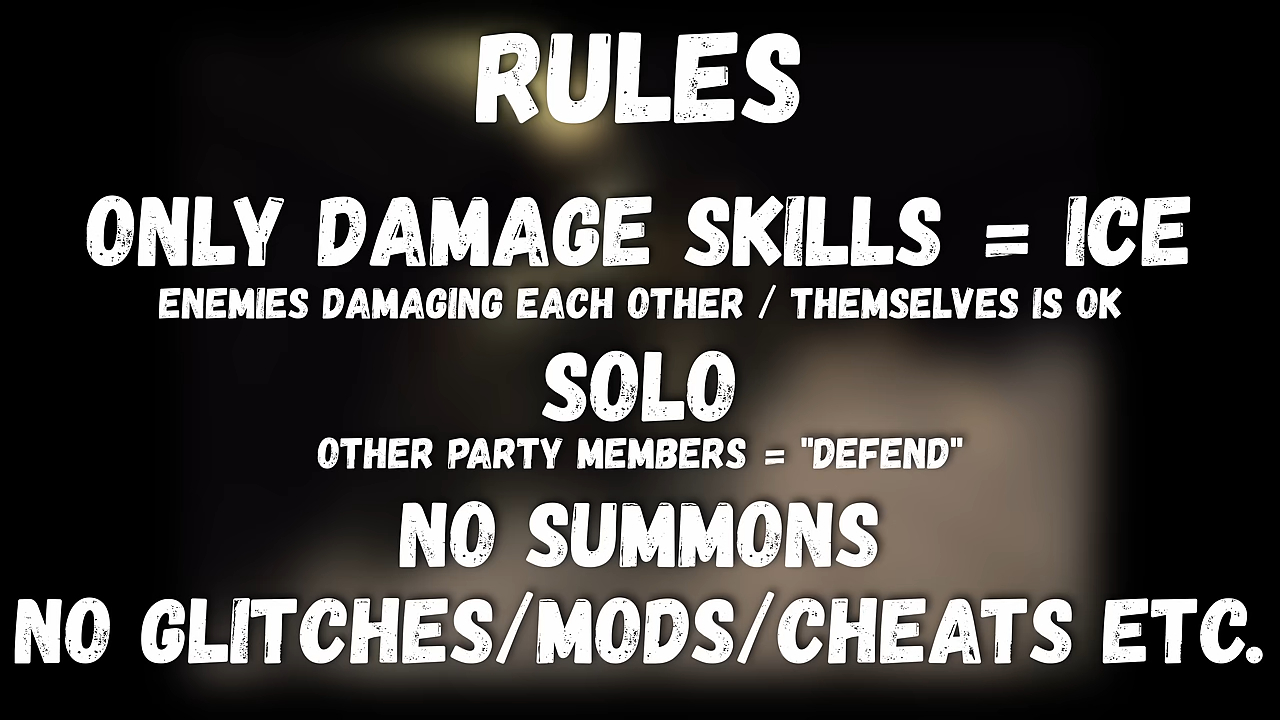 RULES
ONLY DAMAGE SKILLS = ICE
ENEMIES DAMAGING EACH OTHER / THEMSELVES IS OK
SOLO
OTHER PARTY MEMBERS = "DEFEND"
NO SUMMONS
NO GLITCHES/MODS/CHEATS ETC.